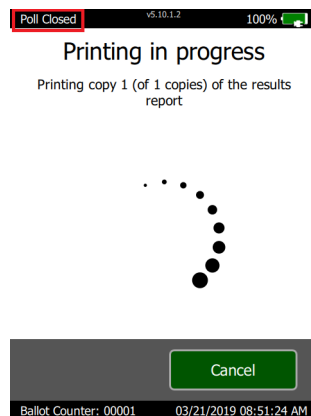 Poll Closed v5.10.1.2 100%
Printing in progress
Printing copy 1 (of 1 copies) of the results
report
Cancel
Ballot Counter: 00001 03/21/2019 08:51:24 AM